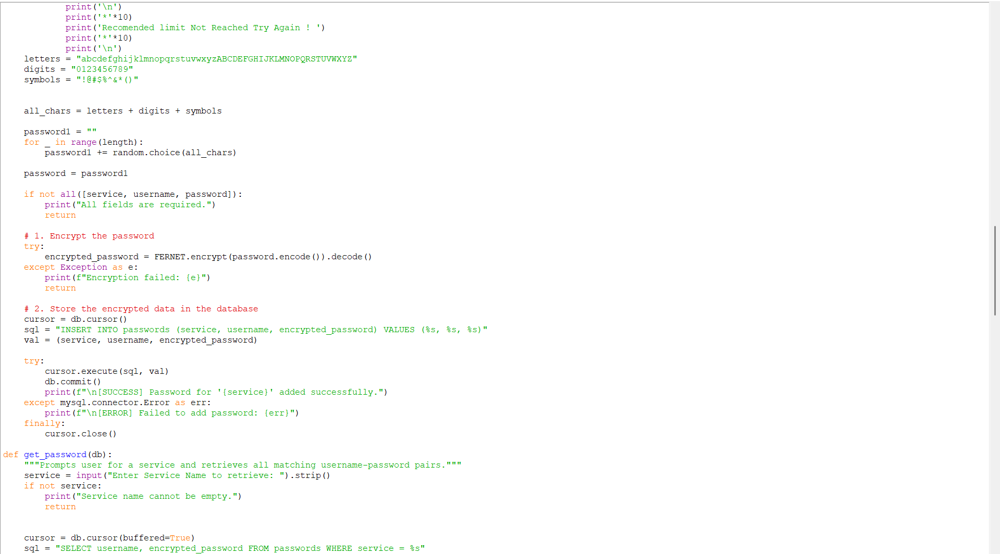 print('\n')
print('*'*10)
print('Recomended limit Not Reached Try Again ! ')
print('*'*10)
print('\n')
letters = "abcdefghijklmnopqrstuvwxyzABCDEFGHIJKLMNOPQRSTUVWXYZ"
digits = "0123456789"
symbols = "!@#$%^&*()"
all_chars = letters + digits + symbols
password1 = ""
for _ in range(length):
password1 += random.choice(all_chars)
password = password1
if not all([service, username, password]):
print("All fields are required.")
return
# 1. Encrypt the password
try:
encrypted_password = FERNET.encrypt(password.encode()).decode()
except Exception as e:
print(f"Encryption failed: {e}")
return
# 2. Store the encrypted data in the database
cursor = db.cursor()
sql = "INSERT INTO passwords (service, username, encrypted_password) VALUES (%s, %s, %s)"
val = (service, username, encrypted_password)
try:
cursor.execute(sql, val)
db.commit()
print(f"\n[SUCCESS] Password for '{service}' added successfully.")
except mysql.connector.Error as err:
print(f"\n[ERROR] Failed to add password: {err}")
finally:
cursor.close()
def get_password(db):
"""Prompts user for a service and retrieves all matching username-password pairs."""
service = input("Enter Service Name to retrieve: ").strip()
if not service:
print("Service name cannot be empty.")
return
cursor = db.cursor(buffered=True)
sql = "SELECT username, encrypted_password FROM passwords WHERE service = %s"